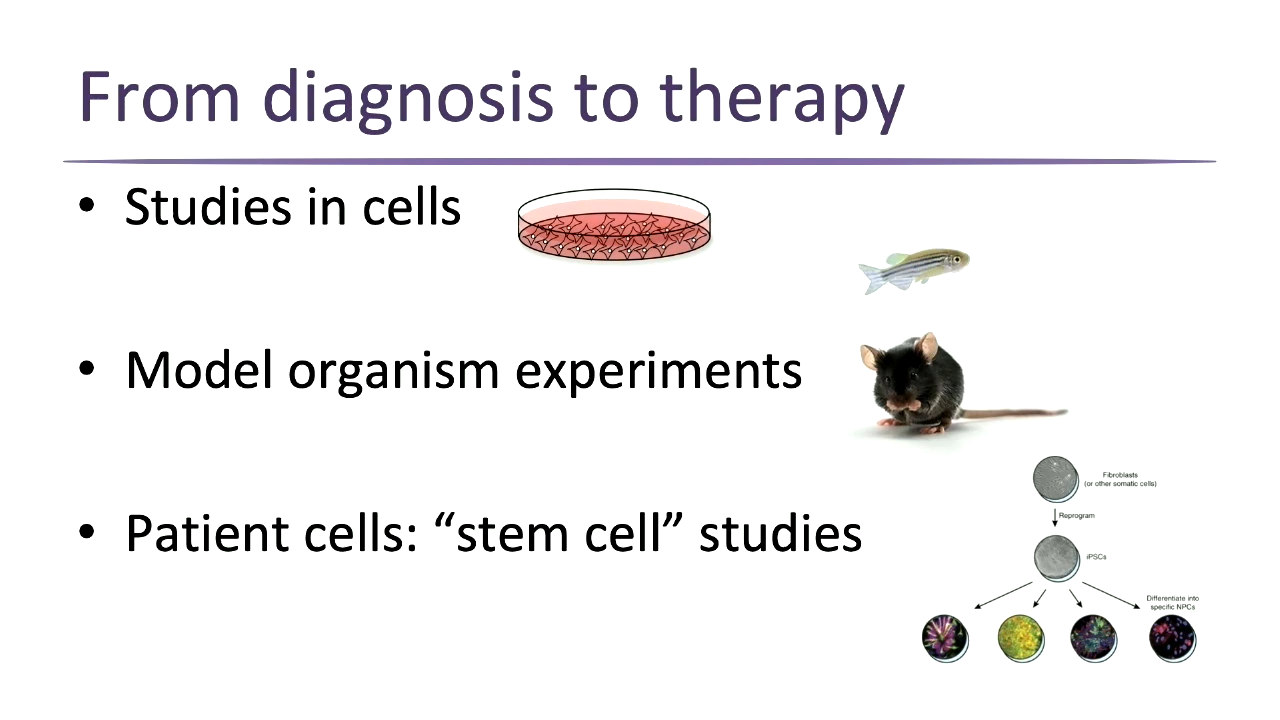 From diagnosis to therapy
• Studies in cells
• Model organism experiments
• Patient cells: “stem cell” studies
Fibroblasts
(or other somatic cells)
Reprogram
iPSCs
Differentiate into
specific NPCs